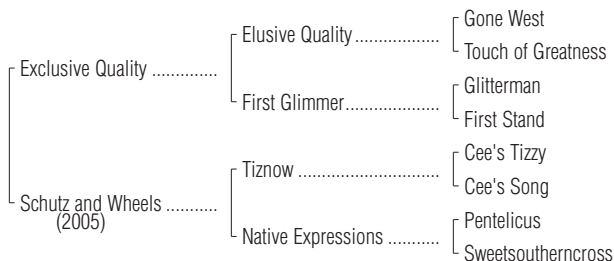 Gone West
Elusive Quality ..................
Touch of Greatness
Exclusive Quality .............
Glitterman
First Glimmer....................
First Stand
Cee's Tizzy
Tiznow ..............................
Cee's Song
Schutz and Wheels ..........
(2005)
Pentelicus
Native Expressions ...........
Sweetsoutherncross